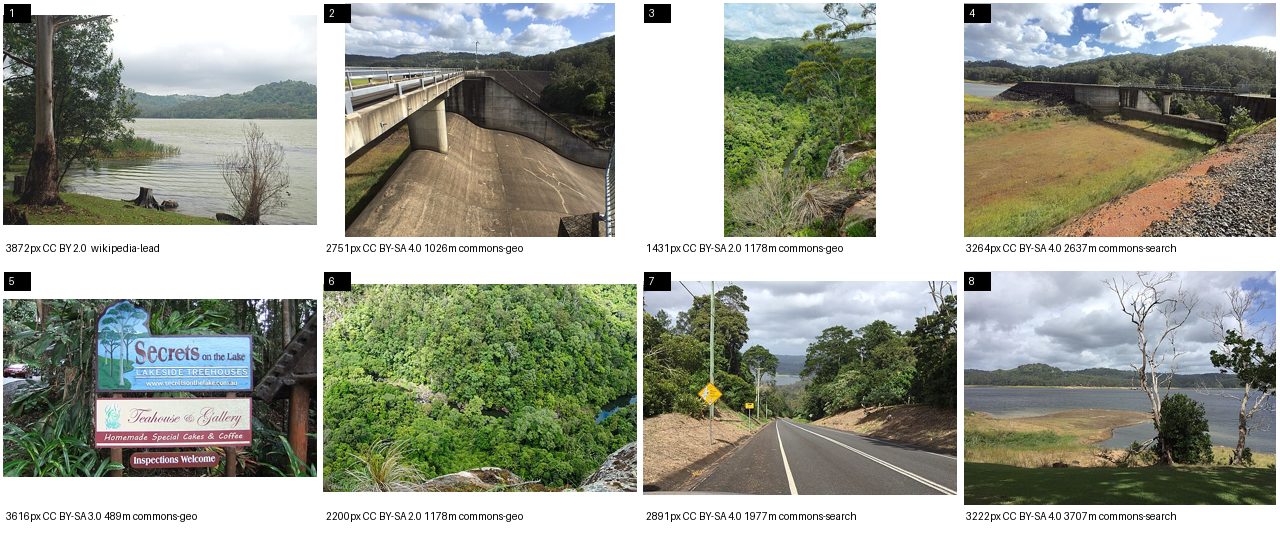 1
2
3
4
3872px CC BY 2.0 wikipedia-lead
2751px CC BY-SA 4.0 1026m commons-geo
1431px CC BY-SA 2.0 1178m commons-geo
3264px CC BY-SA 4.0 2637m commons-search
5
6
7
8
Secrets on the Lake
LAKESIDE TREEHOUSES
www.secretsonthelake.com.au
Teahouse & Gallery
Homemade Special Cakes & Coffee
Inspections Welcome
3616px CC BY-SA 3.0 489m commons-geo
2200px CC BY-SA 2.0 1178m commons-geo
2891px CC BY-SA 4.0 1977m commons-search
3222px CC BY-SA 4.0 3707m commons-search